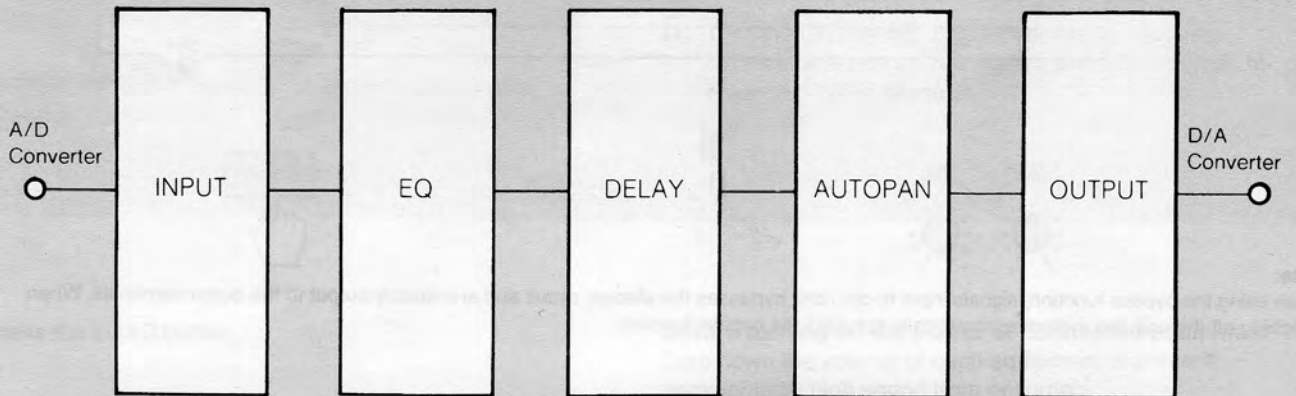 A/D
Converter
INPUT
EQ
DELAY
AUTOPAN
OUTPUT
D/A
Converter